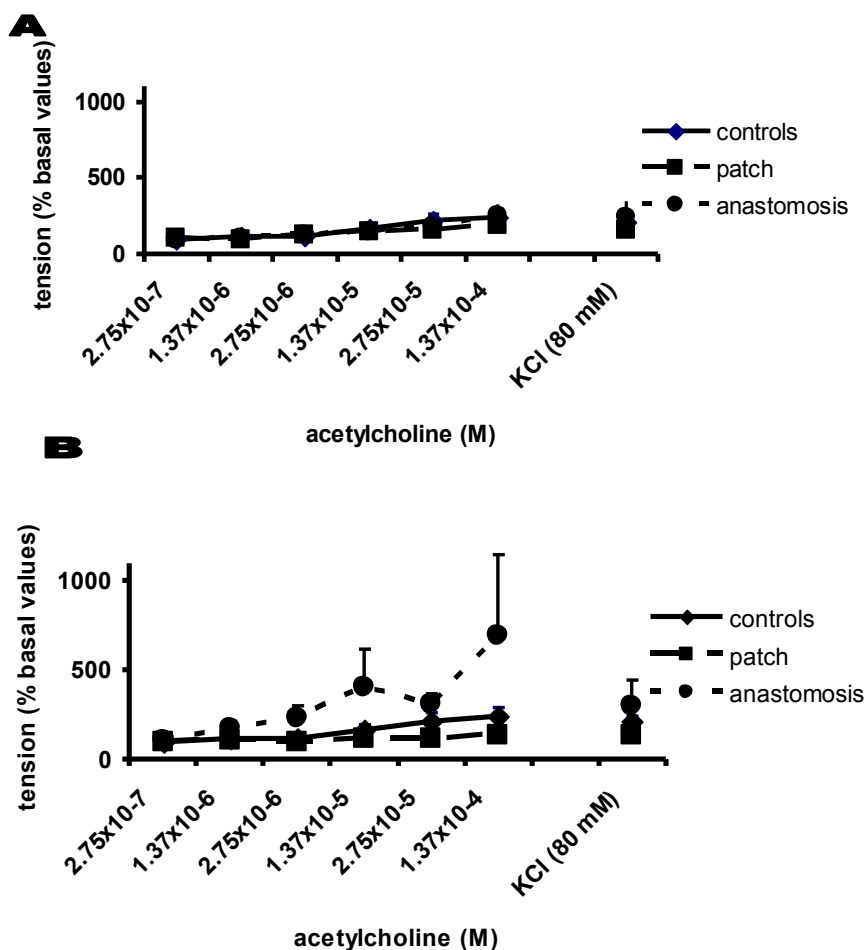 A
tension (% basal values)
1000
500
0
controls
patch
anastomosis
2.75x10-7
1.37x10-6
2.75x10-6
1.37x10-5
2.75x10-5
1.37x10-4
KCl (80 mM)
acetylcholine (M)
B
tension (% basal values)
1000
500
0
controls
patch
anastomosis
2.75x10-7
1.37x10-6
2.75x10-6
1.37x10-5
2.75x10-5
1.37x10-4
KCl (80 mM)
acetylcholine (M)